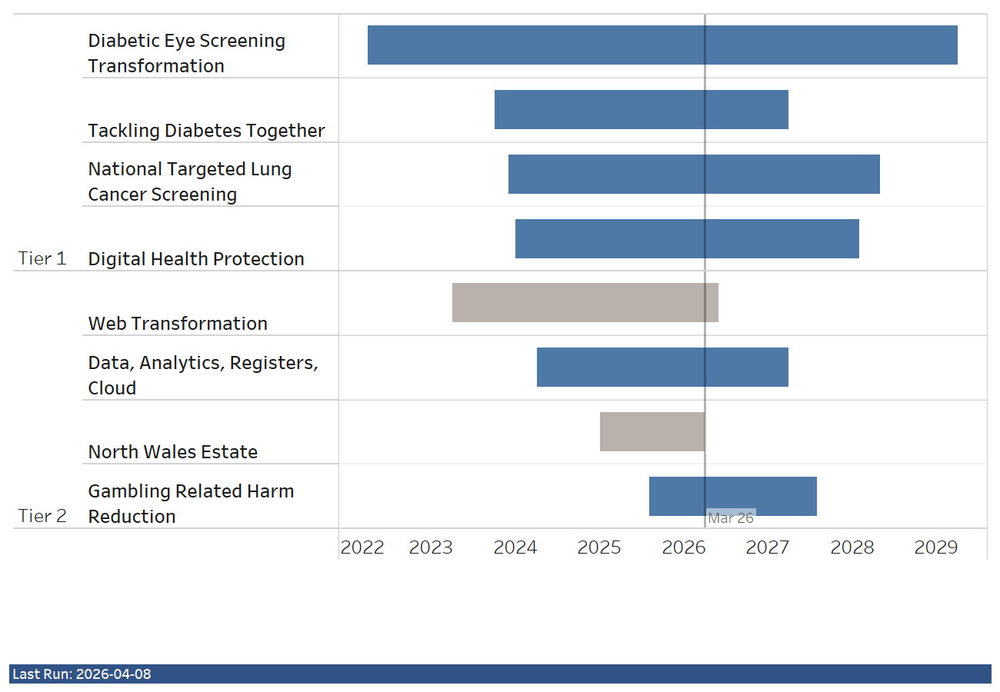 Diabetic Eye Screening
Transformation
Tackling Diabetes Together
National Targeted Lung
Cancer Screening
Tier 1 Digital Health Protection
Web Transformation
Data, Analytics, Registers,
Cloud
North Wales Estate
Gambling Related Harm
Tier 2 Reduction
Mar 26
2022 2023 2024 2025 2026 2027 2028 2029
Last Run: 2026-04-08